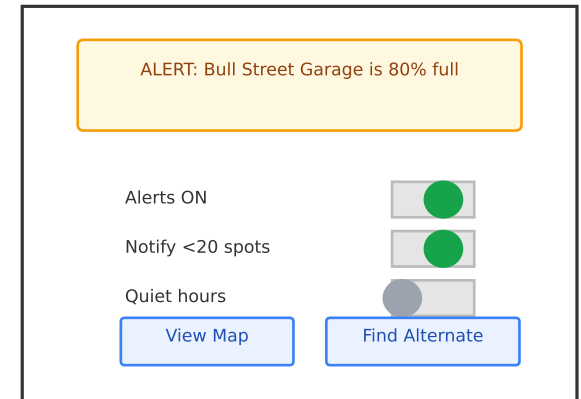 ALERT: Bull Street Garage is 80% full
Alerts ON
Notify <20 spots
Quiet hours
View Map
Find Alternate